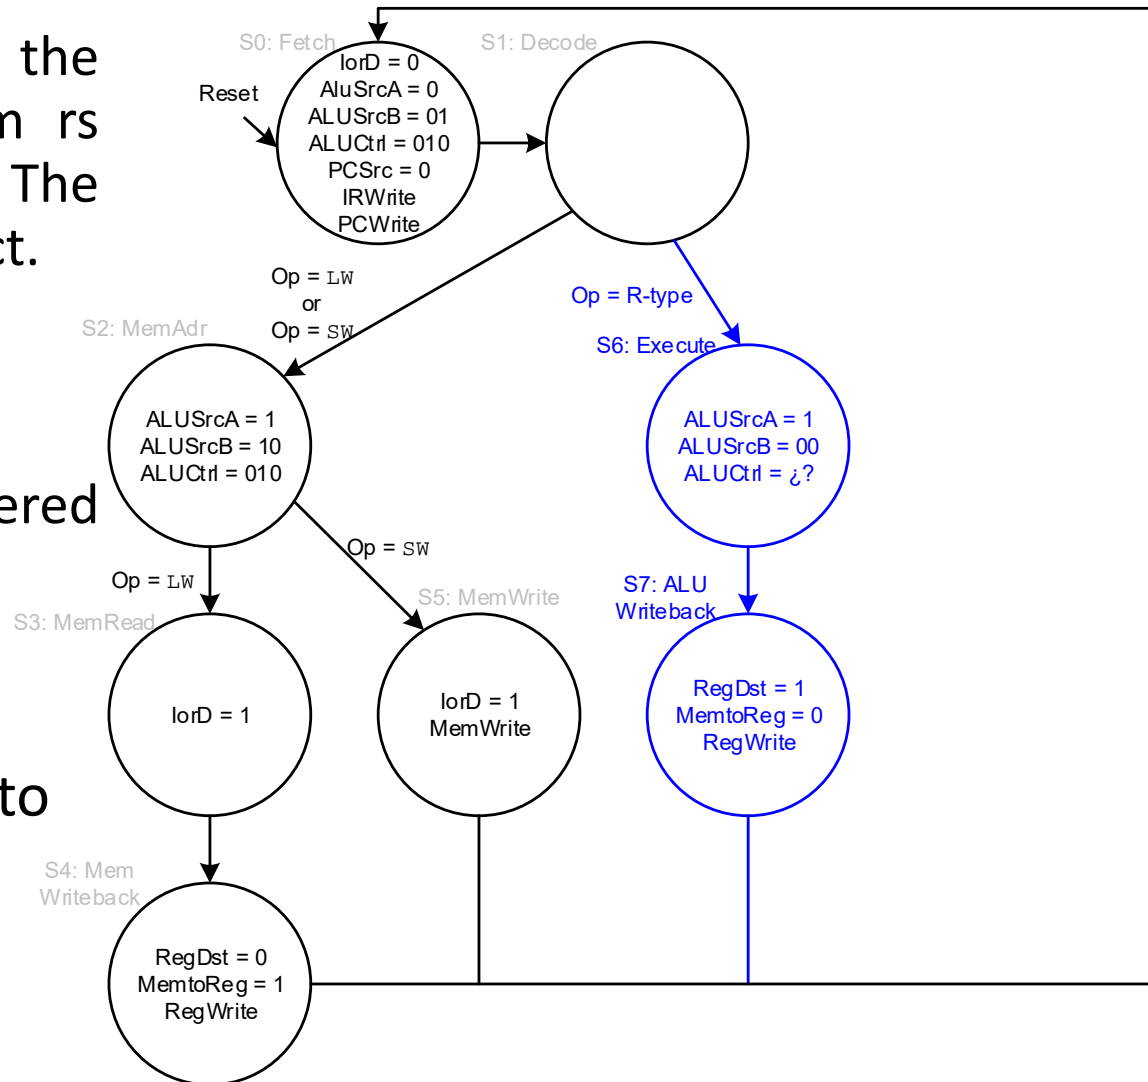 the
m rs
The
ct.
ered
to
S0: Fetch
IorD = 0
AluSrcA = 0
ALUSrcB = 01
ALUCtrl = 010
PCSrc = 0
IRWrite
PCWrite
Reset
S1: Decode
Op = LW
or
Op = SW
Op = R-type
S2: MemAdr
ALUSrcA = 1
ALUSrcB = 10
ALUCtrl = 010
S6: Execute
ALUSrcA = 1
ALUSrcB = 00
ALUCtrl = ¿?
Op = LW
Op = SW
S3: MemRead
IorD = 1
S5: MemWrite
IorD = 1
MemWrite
S7: ALU
Writeback
RegDst = 1
MemtoReg = 0
RegWrite
S4: Mem
Writeback
RegDst = 0
MemtoReg = 1
RegWrite